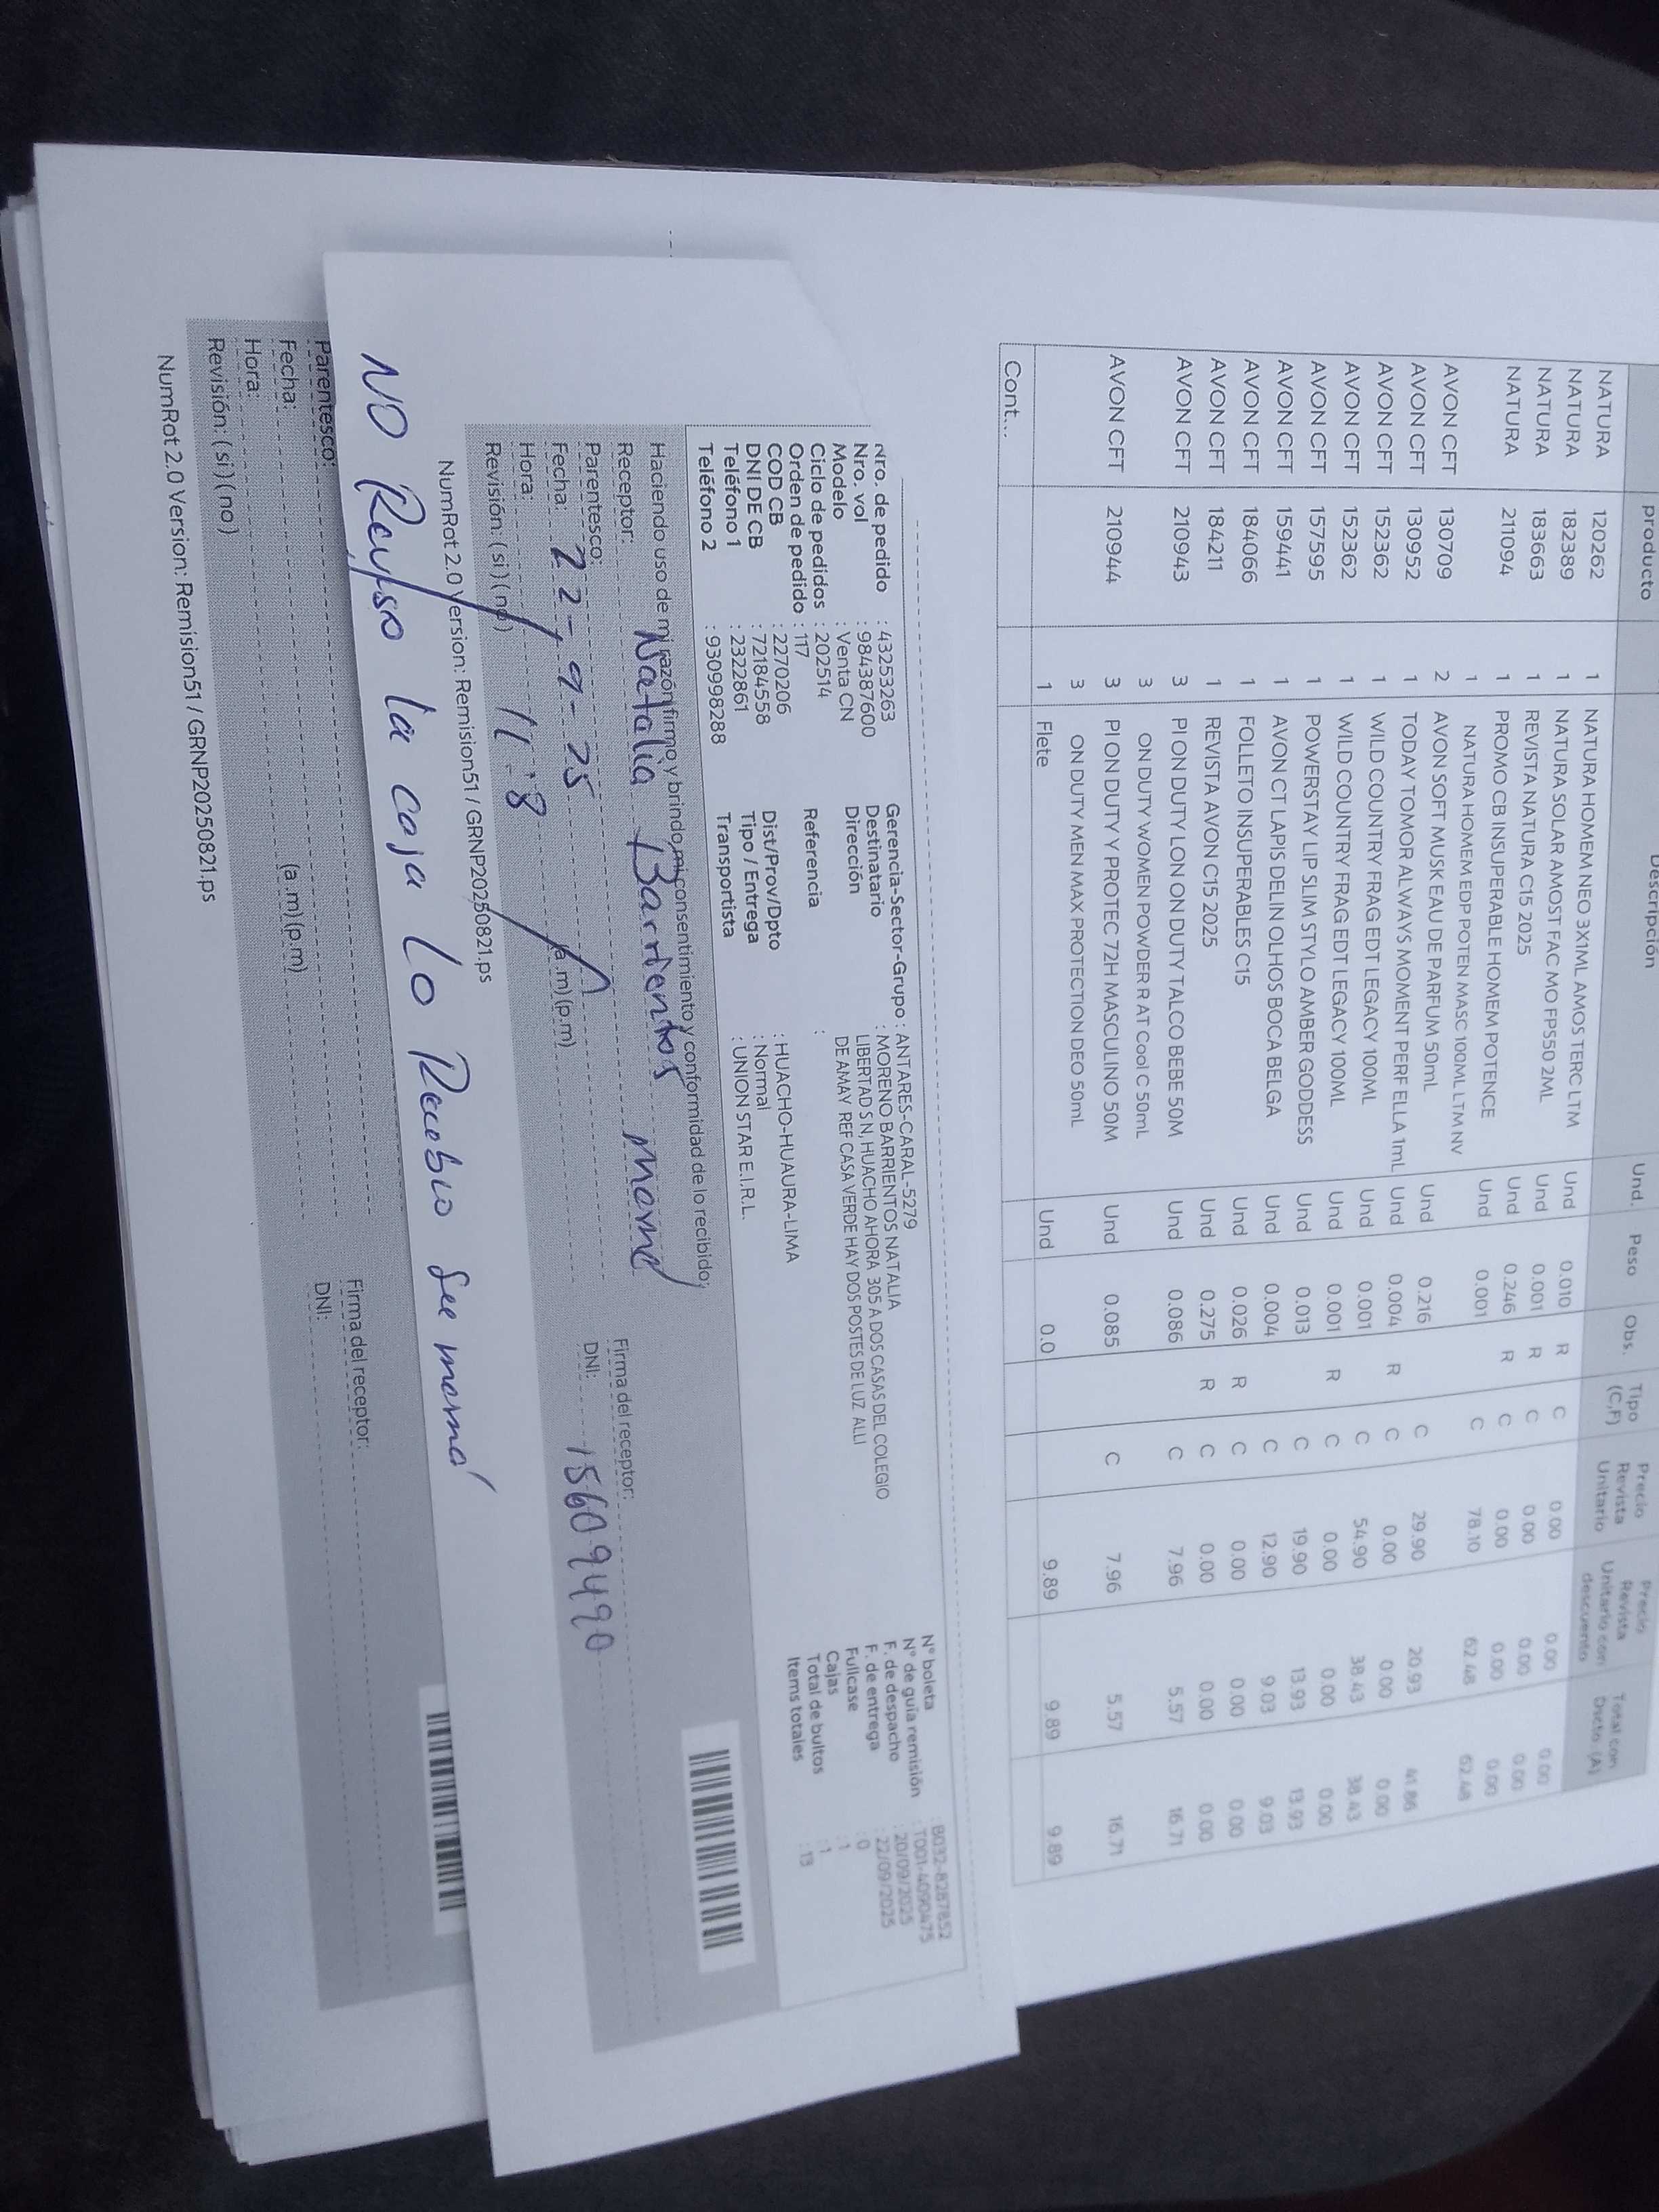 producto
Descripción
Und.
Peso
Obs.
Tipo (C,F)
Precio Revista Unitario
Precio Revista Unitario con descuento
Total con Dscto. (A)
NATURA 120262 1 NATURA HOMEM NEO 3X1ML AMOS TERC LTM Und 0.010 R C 0.00 0.00 0.00
NATURA 182389 1 NATURA SOLAR AMOST FAC MO FPS50 2ML Und 0.001 R C 0.00 0.00 0.00
NATURA 183663 1 REVISTA NATURA C15 2025 Und 0.246 R C 0.00 0.00 0.00
NATURA 211094 1 PROMO CB INSUPERABLE HOMEM POTENCE Und 0.001 C 78.10 62.48 62.48
1 NATURA HOMEM EDP POTEN MASC 100ML LTM NV
AVON CFT 130709 2 AVON SOFT MUSK EAU DE PARFUM 50mL Und 0.216 C 29.90 20.93 41.86
AVON CFT 130952 1 TODAY TOMOR ALWAYS MOMENT PERF ELLA 1mL Und 0.004 R C 0.00 0.00 0.00
AVON CFT 152362 1 WILD COUNTRY FRAG EDT LEGACY 100ML Und 0.001 C 54.90 38.43 38.43
AVON CFT 152362 1 WILD COUNTRY FRAG EDT LEGACY 100ML Und 0.001 R C 0.00 0.00 0.00
AVON CFT 157595 1 POWERSTAY LIP SLIM STYLO AMBER GODDESS Und 0.013 C 19.90 13.93 13.93
AVON CFT 159441 1 AVON CT LAPIS DELIN OLHOS BOCA BELGA Und 0.004 C 12.90 9.03 9.03
AVON CFT 184066 1 FOLLETO INSUPERABLES C15 Und 0.026 R C 0.00 0.00 0.00
AVON CFT 184211 1 REVISTA AVON C15 2025 Und 0.275 R C 0.00 0.00 0.00
AVON CFT 210943 3 PI ON DUTY LON ON DUTY TALCO BEBE 50M Und 0.086 C 7.96 5.57 16.71
3 ON DUTY WOMEN POWDER R AT Cool C 50mL
AVON CFT 210944 3 PI ON DUTY Y PROTEC 72H MASCULINO 50M Und 0.085 C 7.96 5.57 16.71
3 ON DUTY MEN MAX PROTECTION DEO 50mL
1 Flete Und 0.0 9.89 9.89 9.89
Cont...
Nro. de pedido : 43253263
Nro. vol : 984387600
Modelo : Venta CN
Ciclo de pedidos : 202514
Orden de pedido : 117
COD CB : 2270206
DNI DE CB : 72184558
Teléfono 1 : 2322861
Teléfono 2 : 930998288
Gerencia-Sector-Grupo : ANTARES-CARAL-5279
Destinatario : MORENO BARRIENTOS NATALIA
Dirección : LIBERTAD S N, HUACHO AHORA 305 A DOS CASAS DEL COLEGIO
DE AMAY REF CASA VERDE HAY DOS POSTES DE LUZ ALLI
Referencia :
Dist/Prov/Dpto : HUACHO-HUAURA-LIMA
Tipo / Entrega : Normal
Transportista : UNION STAR E.I.R.L.
N° boleta : B032-8287852
N° de guía remisión : T001-4090475
F. de despacho : 20/09/2025
F. de entrega : 22/09/2025
Fullcase : 0
Cajas : 1
Total de bultos : 1
Items totales : 13
Haciendo uso de mi razón firmo y brindo mi consentimiento y conformidad de lo recibido;
Receptor: Natalia Barrientos mamá
Parentesco:
Fecha: 22-9-25
Hora: 11:8 (a.m) (p.m)
Revisión: ( si ) ( no )
Firma del receptor:
DNI: 15609490
NumRot 2.0 Version: Remision51 / GRNP20250821.ps
NO Reviso la caja Lo Recebio see mamá
Parentesco:
Fecha:
Hora: (a.m) (p.m)
Revisión: ( si ) ( no )
Firma del receptor:
DNI:
NumRot 2.0 Version: Remision51 / GRNP20250821.ps